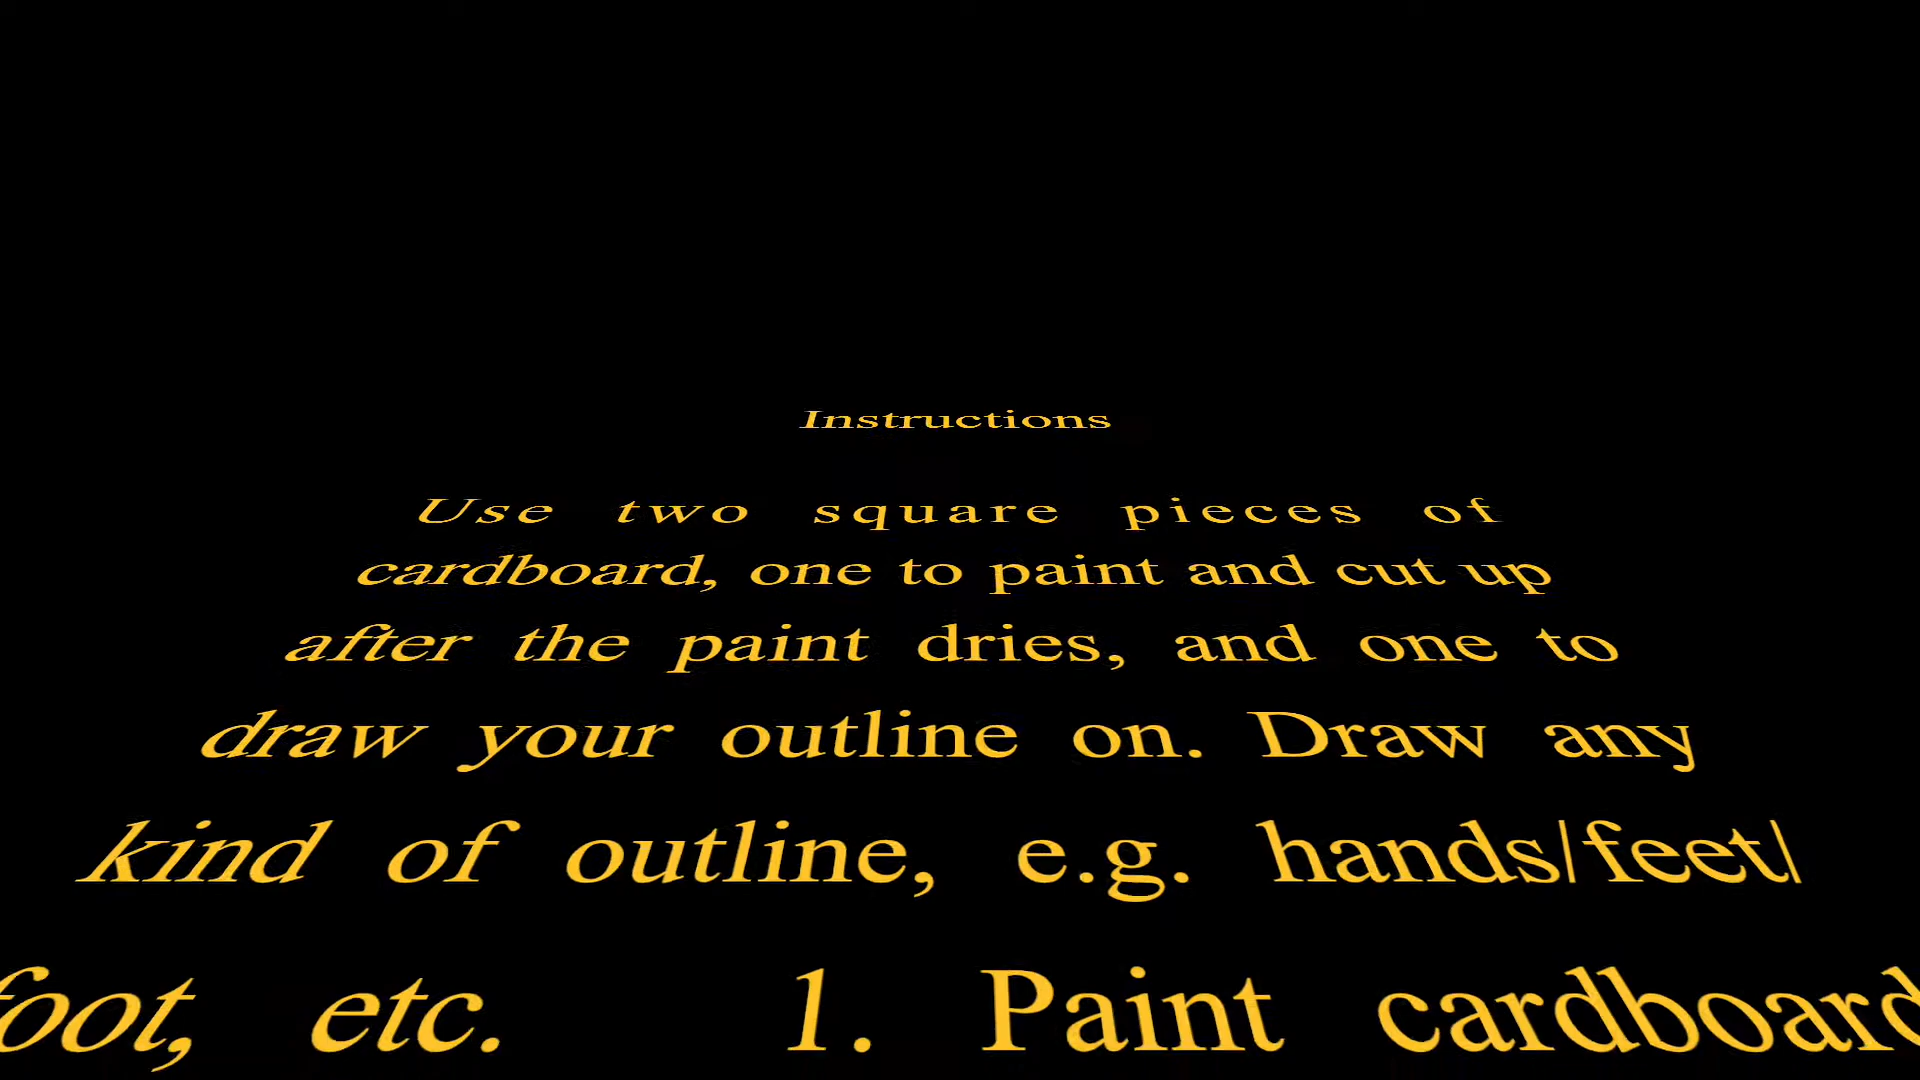 Instructions
Use two square pieces of
cardboard, one to paint and cut up
after the paint dries, and one to
draw your outline on. Draw any
kind of outline, e.g. hands/feet/
foot, etc. 1. Paint cardboard